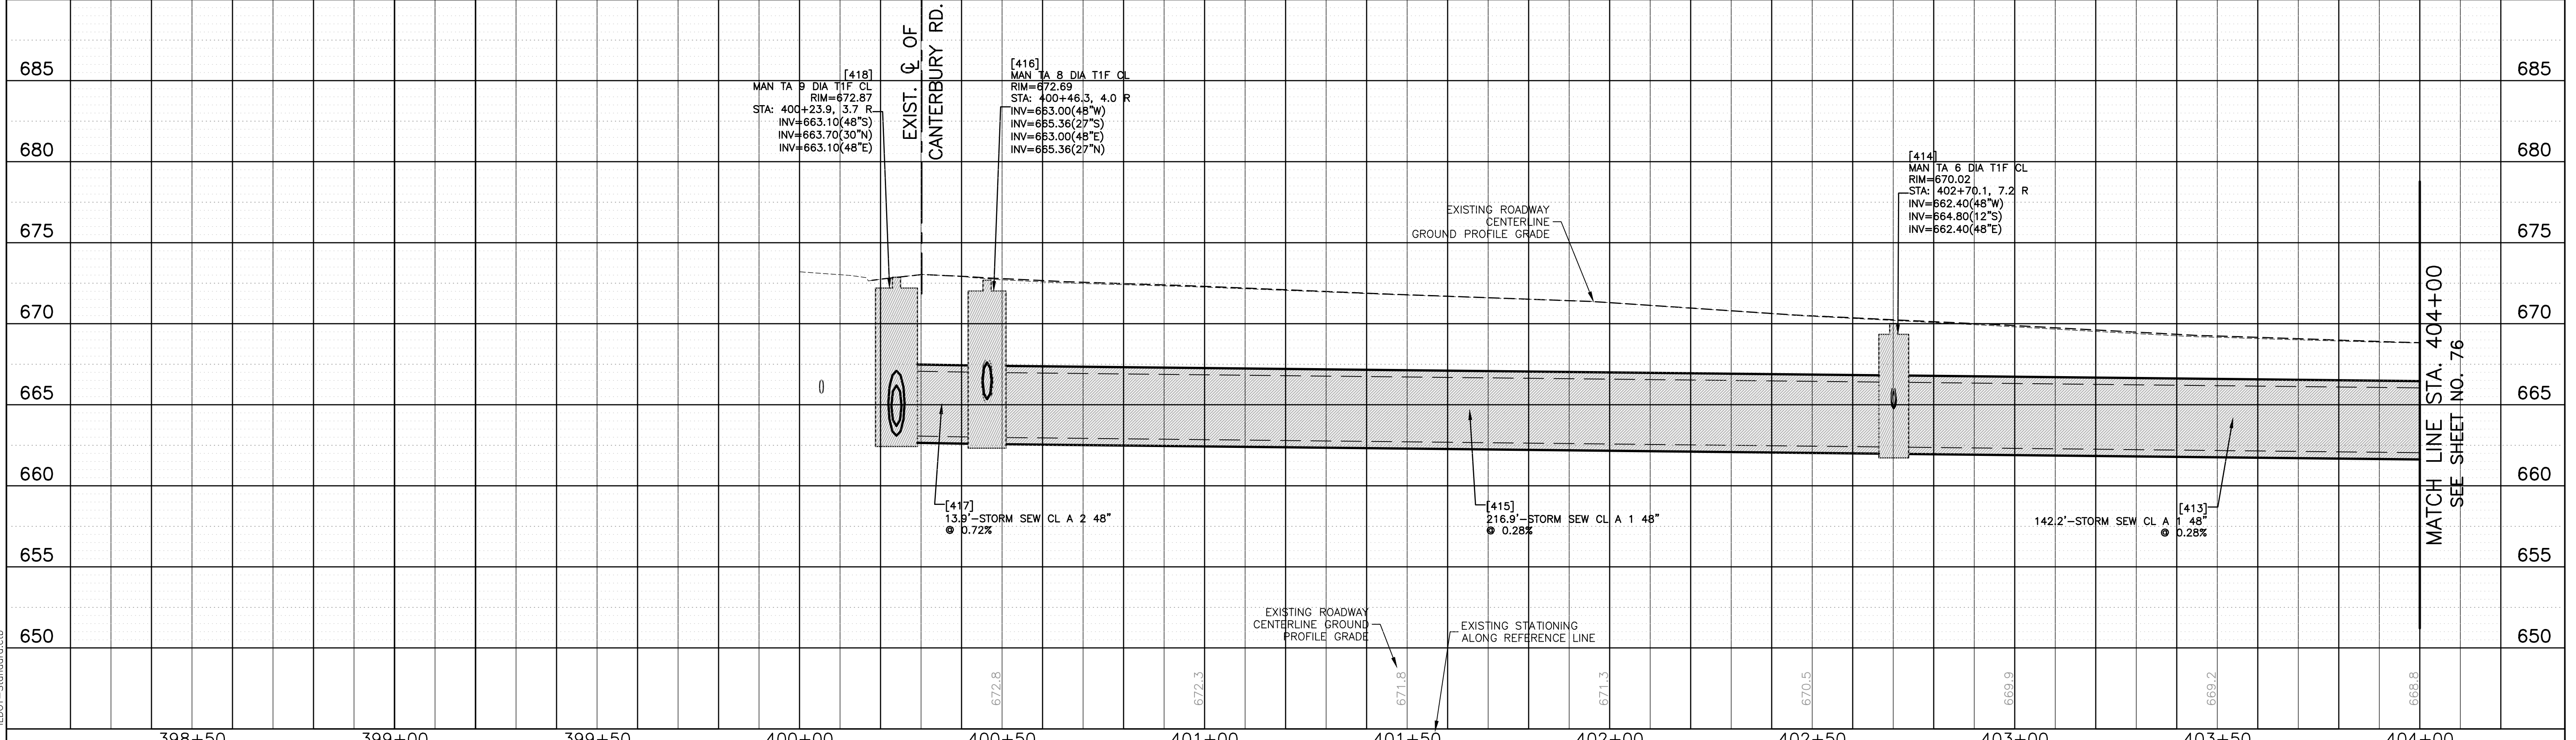 EXIST. ℄ OF
CANTERBURY RD.
685
685
680
680
675
675
670
670
665
665
660
660
655
655
650
650
[418]
MAN TA 9 DIA T1F CL
RIM=672.87
STA: 400+23.9, 3.7 R
INV=663.10(48"S)
INV=663.70(30"N)
INV=663.10(48"E)
[416]
MAN TA 8 DIA T1F CL
RIM=672.69
STA: 400+46.3, 4.0 R
INV=663.00(48"W)
INV=665.36(27"S)
INV=663.00(48"E)
INV=665.36(27"N)
[414]
MAN TA 6 DIA T1F CL
RIM=670.02
STA: 402+70.1, 7.2 R
INV=662.40(48"W)
INV=664.80(12"S)
INV=662.40(48"E)
EXISTING ROADWAY
CENTERLINE
GROUND PROFILE GRADE
MATCH LINE STA. 404+00
SEE SHEET NO. 76
[417]
13.9'-STORM SEW CL A 2 48"
@ 0.72%
[415]
216.9'-STORM SEW CL A 1 48"
@ 0.28%
[413]
142.2'-STORM SEW CL A 1 48"
@ 0.28%
EXISTING ROADWAY
CENTERLINE GROUND
PROFILE GRADE
EXISTING STATIONING
ALONG REFERENCE LINE
672.8
672.3
671.8
671.3
670.5
669.9
669.2
668.8
398+50
399+00
399+50
400+00
400+50
401+00
401+50
402+00
402+50
403+00
403+50
404+00